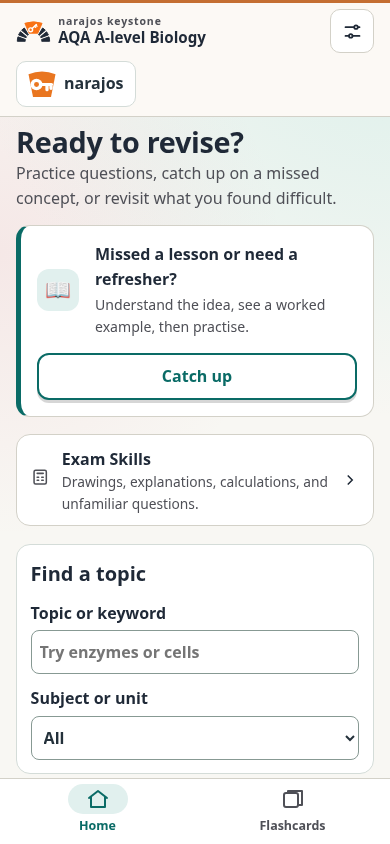 narajos keystone
AQA A-level Biology
narajos
Ready to revise?
Practice questions, catch up on a missed
concept, or revisit what you found difficult.
Missed a lesson or need a
refresher?
Understand the idea, see a worked
example, then practise.
Catch up
Exam Skills
Drawings, explanations, calculations, and
unfamiliar questions.
Find a topic
Topic or keyword
Try enzymes or cells
Subject or unit
All
Home
Flashcards